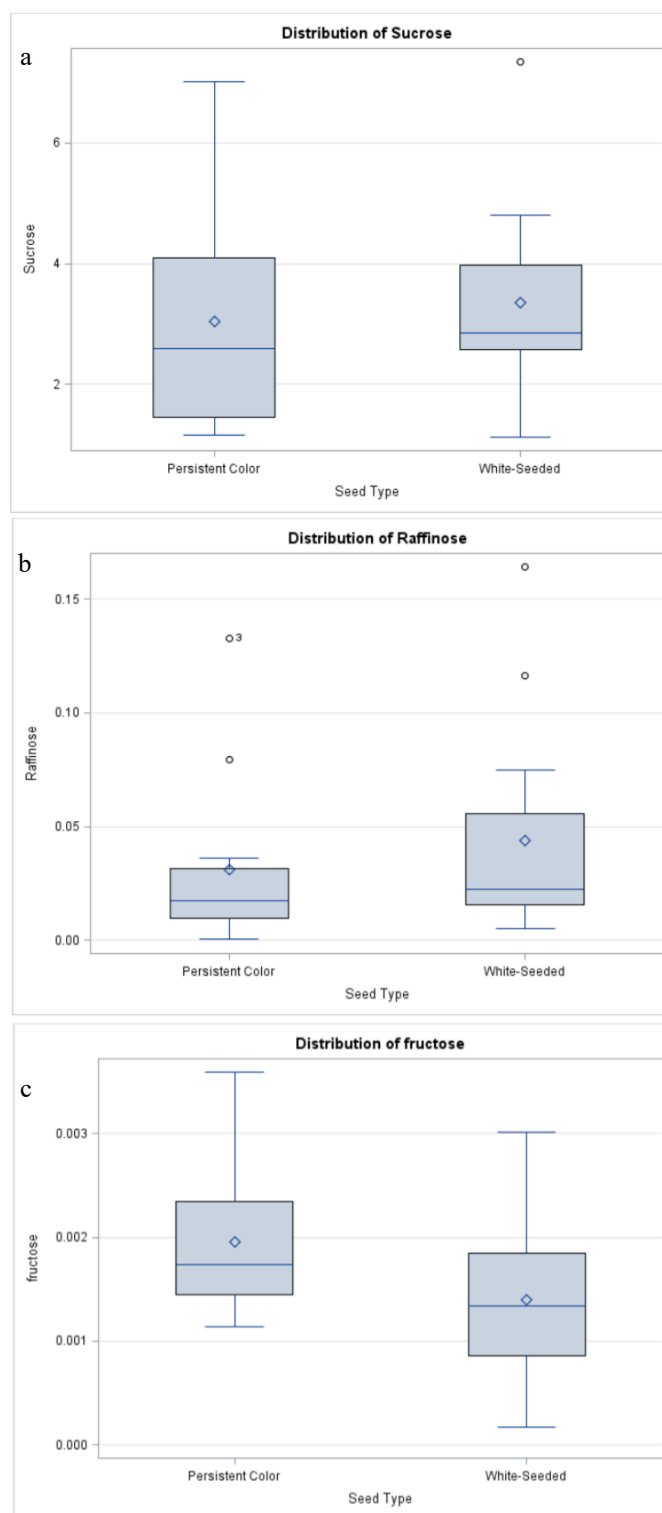 a
Distribution of Sucrose
6
4
2
Sucrose
Persistent Color
White-Seeded
Seed Type
b
Distribution of Raffinose
0.15
0.10
0.05
0.00
3
Raffinose
Persistent Color
White-Seeded
Seed Type
c
Distribution of fructose
0.003
0.002
0.001
0.000
fructose
Persistent Color
White-Seeded
Seed Type